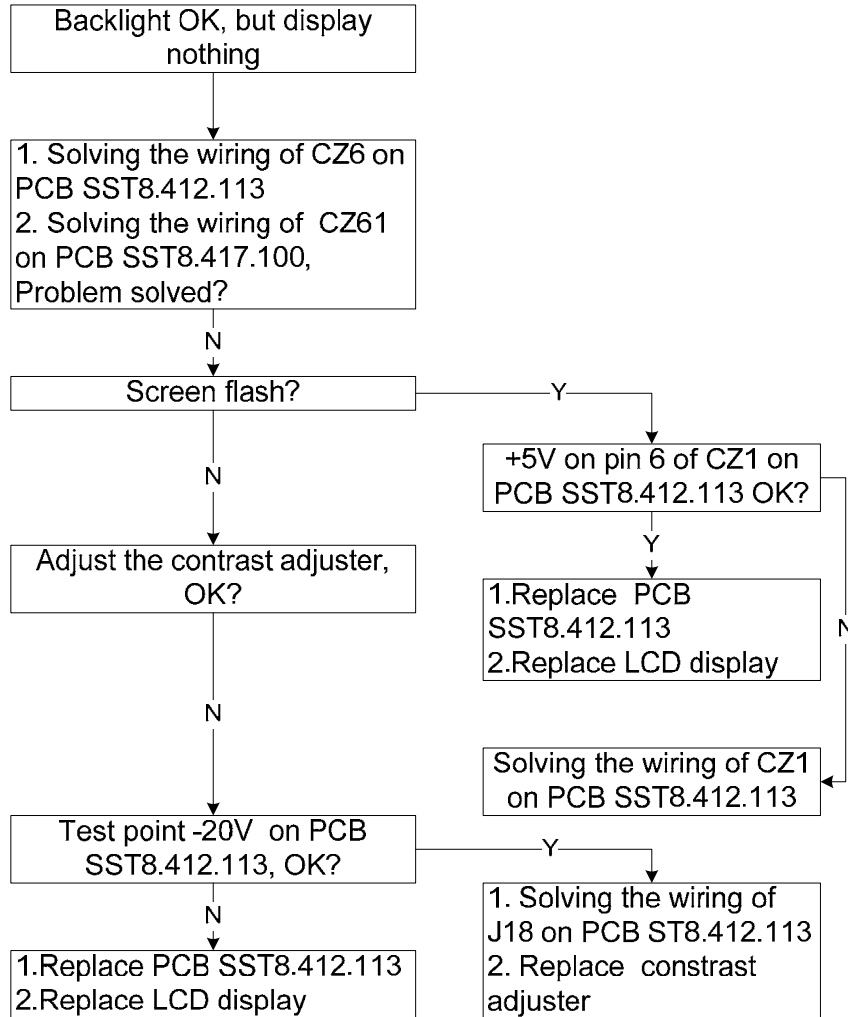 Backlight OK, but display
nothing
1. Solving the wiring of CZ6 on
PCB SST8.412.113
2. Solving the wiring of CZ61
on PCB SST8.417.100,
Problem solved?
N
Screen flash?
Y
N
+5V on pin 6 of CZ1 on
PCB SST8.412.113 OK?
Y
N
Adjust the contrast adjuster,
OK?
1.Replace PCB
SST8.412.113
2.Replace LCD display
N
Solving the wiring of CZ1
on PCB SST8.412.113
Test point -20V on PCB
SST8.412.113, OK?
Y
N
1. Solving the wiring of
J18 on PCB ST8.412.113
2. Replace constrast
adjuster
1.Replace PCB SST8.412.113
2.Replace LCD display